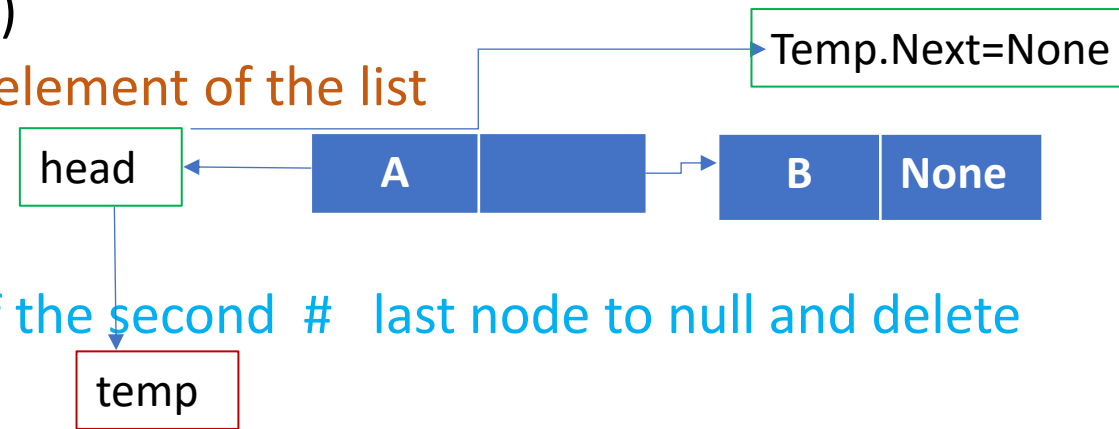 )
Temp.Next=None
element of the list
head
A
B
None
the second # last node to null and delete
temp